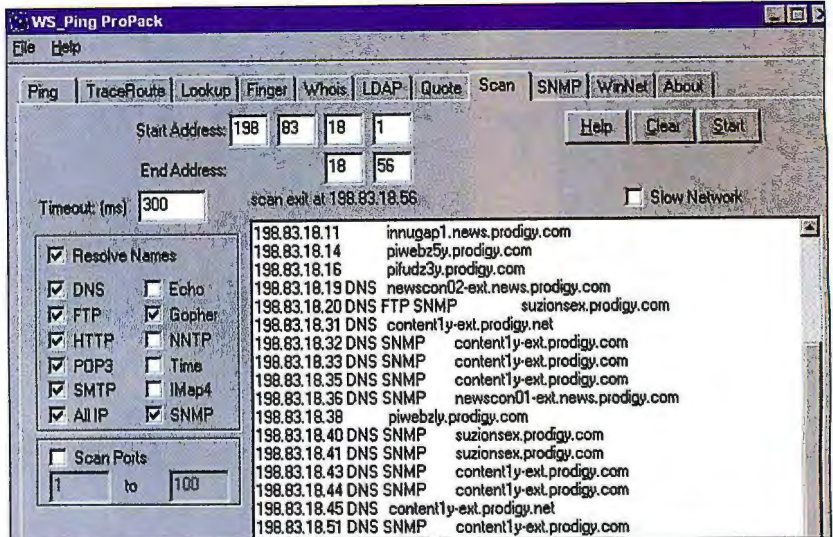 WS_Ping ProPack
File Help
Ping TraceRoute Lookup Finger Whois LDAP Quote Scan SNMP WinNet About
Start Address: 198 83 18 1 Help Clear Start
End Address: 18 56
Timeout: (ms) 300 scan exit at 198.83.18.56 Slow Network
Resolve Names
DNS Echo
FTP Gopher
HTTP NNTP
POP3 Time
SMTP IMap4
All IP SNMP
Scan Ports
1 to 100
198.83.18.11 innugap1.news.prodigy.com
198.83.18.14 piwebz5y.prodigy.com
198.83.18.16 pifudz3y.prodigy.com
198.83.18.19 DNS newscon02-ext.news.prodigy.com
198.83.18.20 DNS FTP SNMP suzionsex.prodigy.com
198.83.18.31 DNS content1y-ext.prodigy.net
198.83.18.32 DNS SNMP content1y-ext.prodigy.com
198.83.18.33 DNS SNMP content1y-ext.prodigy.com
198.83.18.35 DNS SNMP content1y-ext.prodigy.com
198.83.18.36 DNS SNMP newscon01-ext.news.prodigy.com
198.83.18.38 piwebzly.prodigy.com
198.83.18.40 DNS SNMP suzionsex.prodigy.com
198.83.18.41 DNS SNMP suzionsex.prodigy.com
198.83.18.43 DNS SNMP content1y-ext.prodigy.com
198.83.18.44 DNS SNMP content1y-ext.prodigy.com
198.83.18.45 DNS content1y-ext.prodigy.net
198.83.18.51 DNS SNMP content1y-ext.prodigy.com